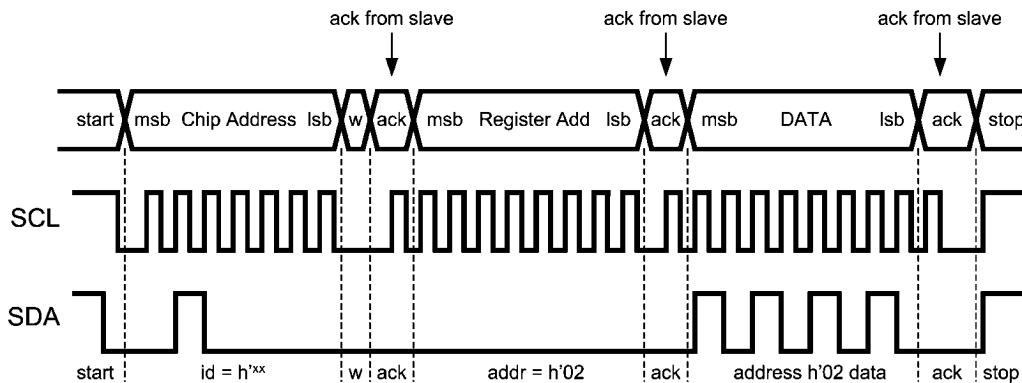 ack from slave ack from slave ack from slave
start msb Chip Address lsb w ack msb Register Add lsb ack msb DATA lsb ack stop
SCL
SDA
start id = h'xx w ack addr = h'02 ack address h'02 data ack stop